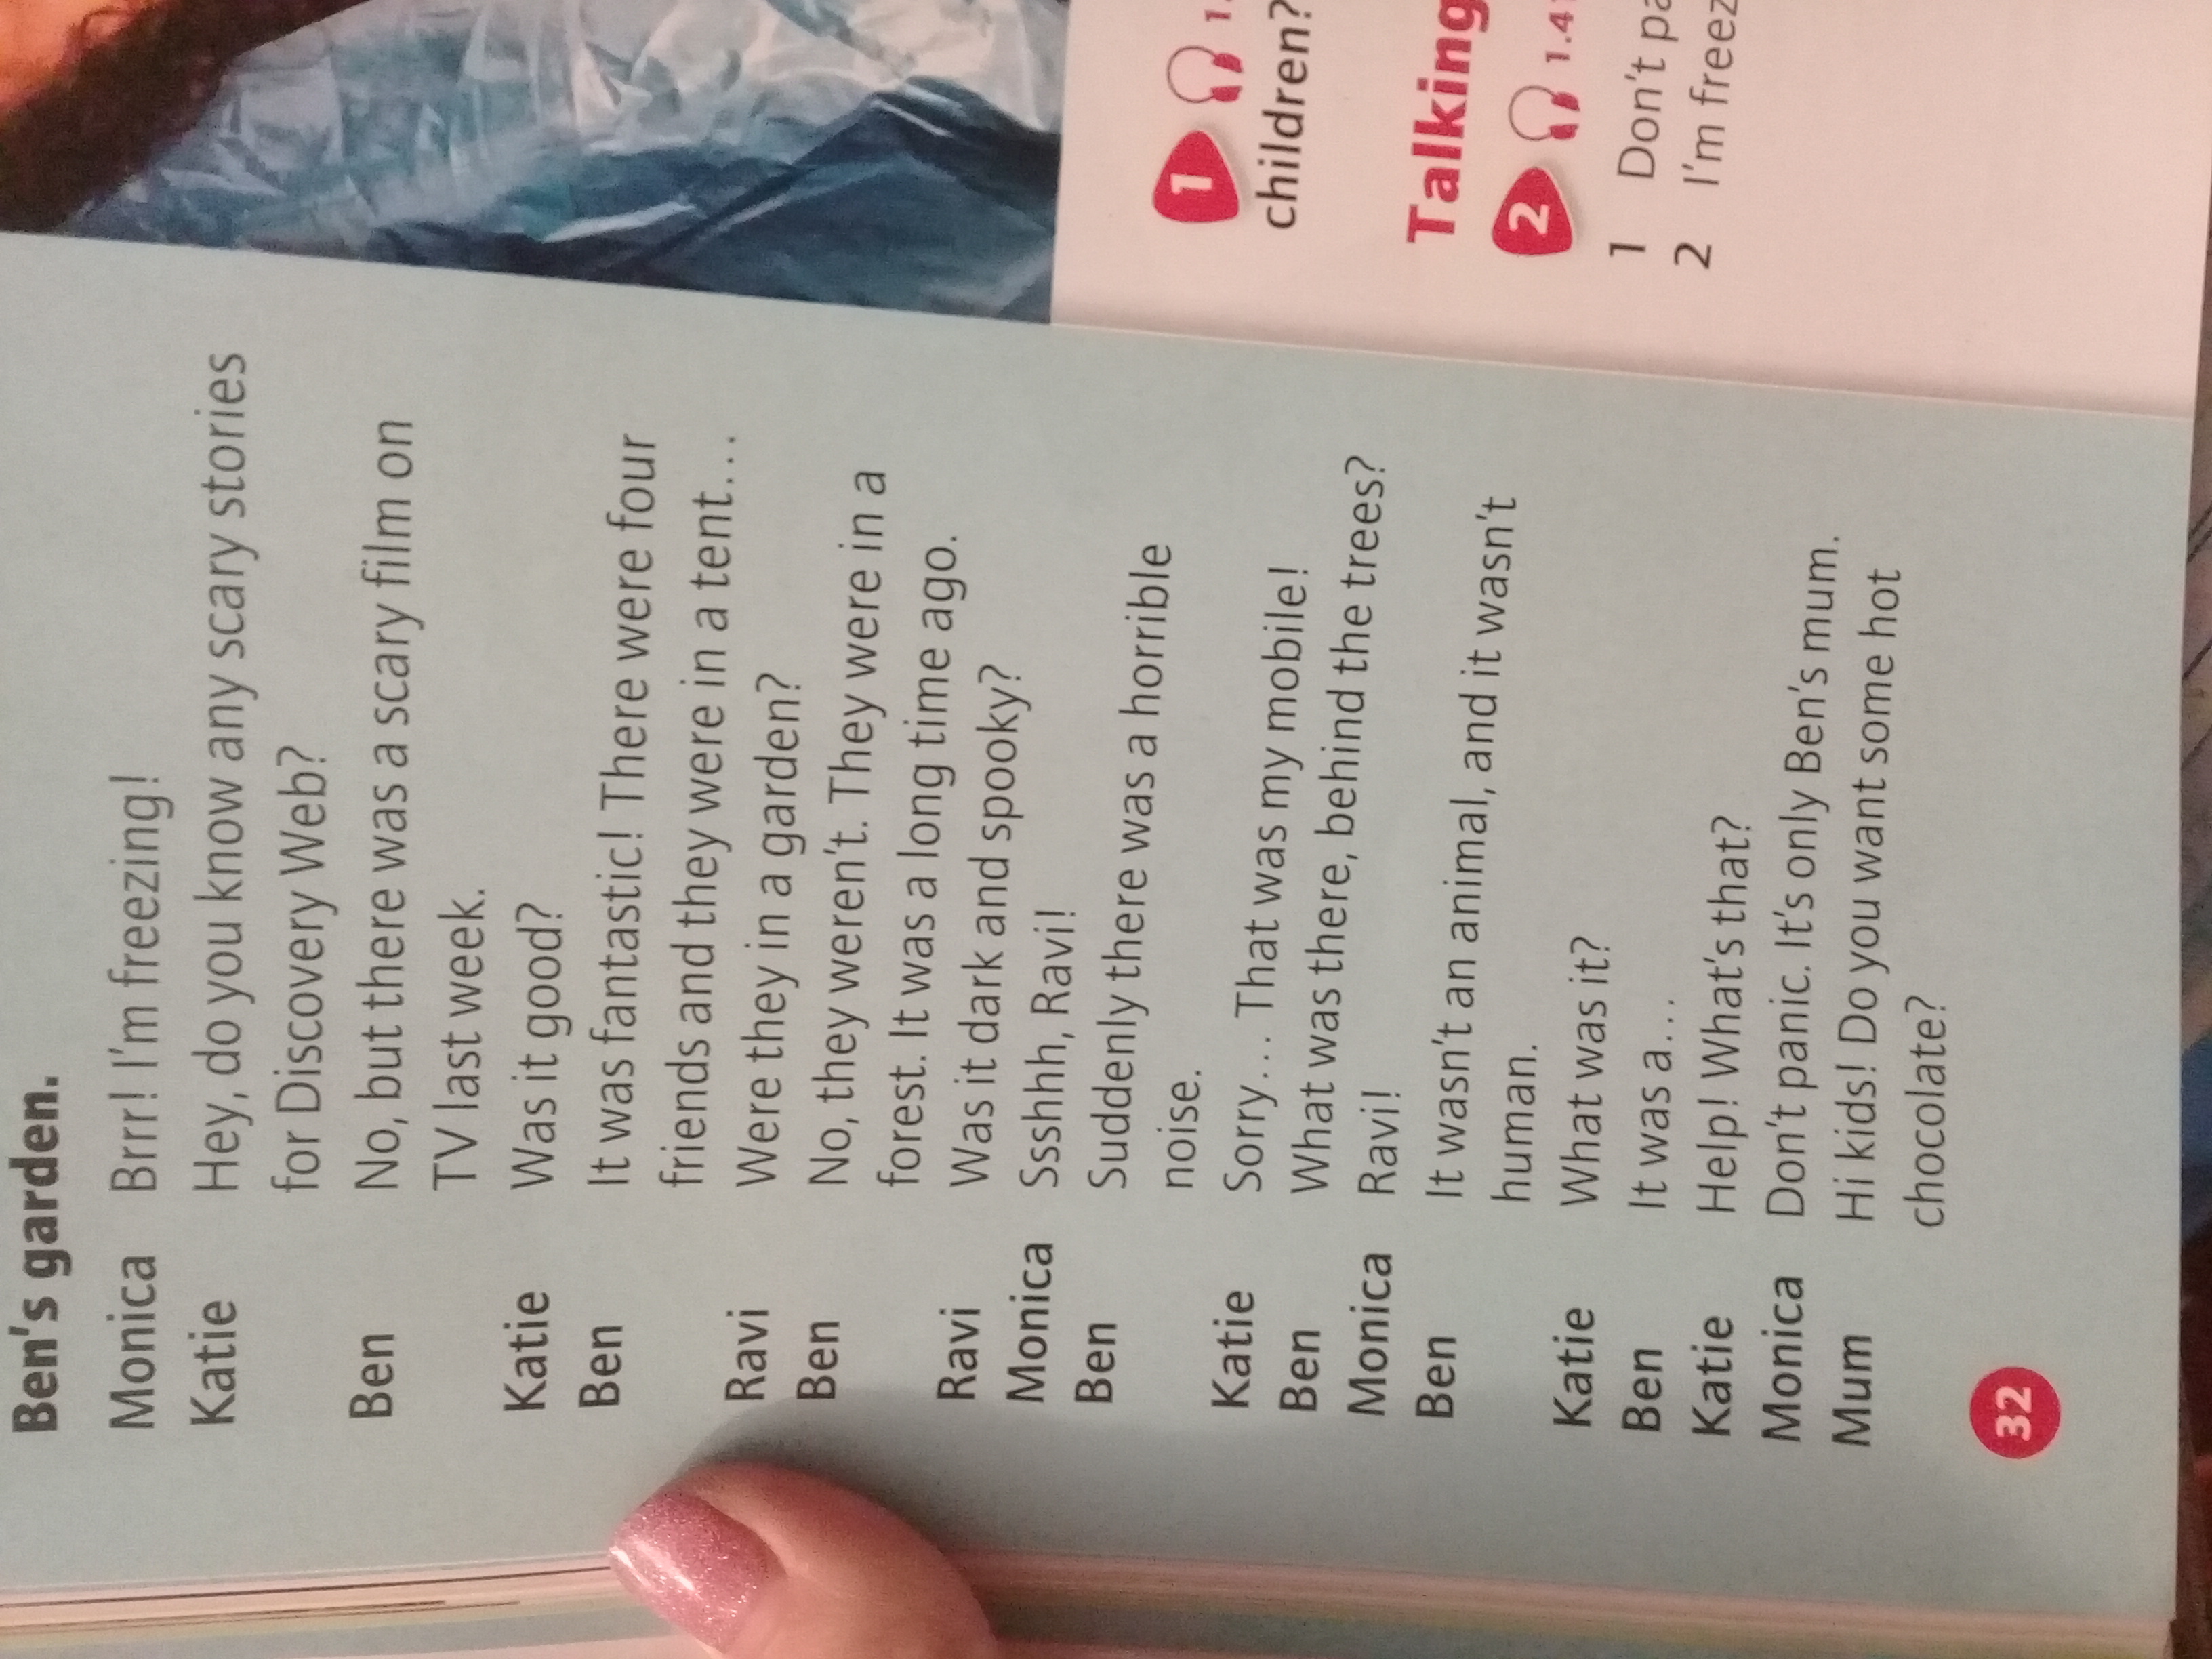 Ben's garden.
Monica Brrr! I'm freezing!
Katie Hey, do you know any scary stories
for Discovery Web?
Ben No, but there was a scary film on
TV last week.
Katie Was it good?
Ben It was fantastic! There were four
friends and they were in a tent...
Ravi Were they in a garden?
Ben No, they weren't. They were in a
forest. It was a long time ago.
Ravi Was it dark and spooky?
Monica Ssshhh, Ravi!
Ben Suddenly there was a horrible
noise.
Katie Sorry... That was my mobile!
Ben What was there, behind the trees?
Monica Ravi!
Ben It wasn't an animal, and it wasn't
human.
Katie What was it?
Ben It was a...
Katie Help! What's that?
Monica Don't panic. It's only Ben's mum.
Mum Hi kids! Do you want some hot
chocolate?
32
1
children?
Talking
2 1.4
1 Don't
2 I'm